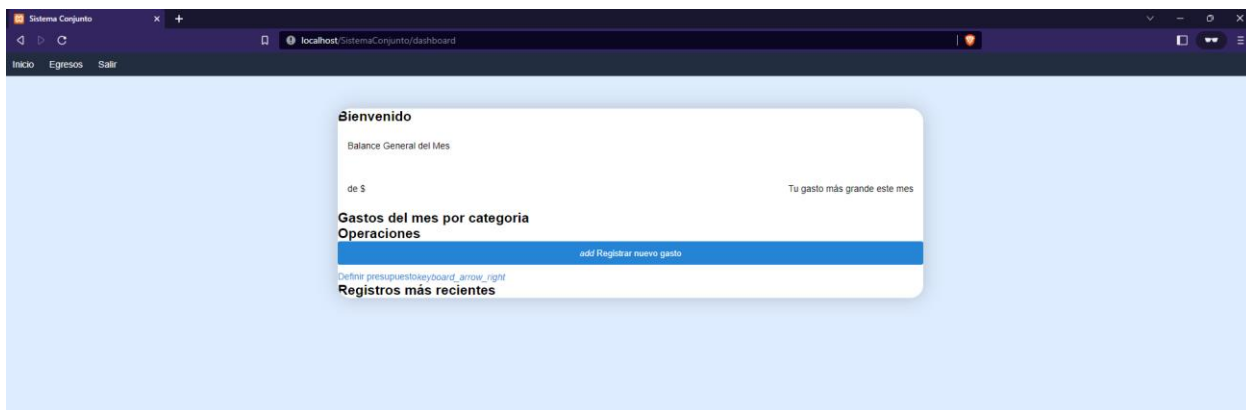 Sistema Conjunto
localhost/SistemaConjunto/dashboard
Inicio Egresos Salir
Bienvenido
Balance General del Mes
de $ Tu gasto más grande este mes
Gastos del mes por categoria
Operaciones
add Registrar nuevo gasto
Definir presupuestokeyboard_arrow_right
Registros más recientes